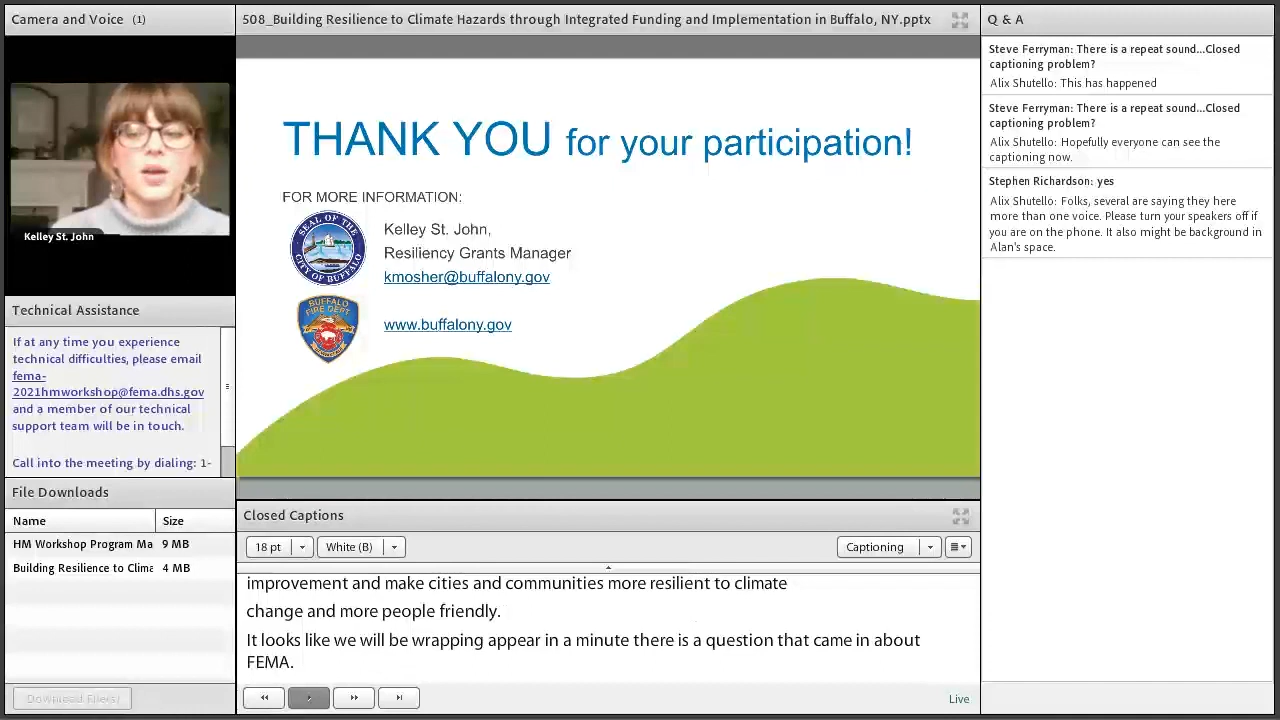 Camera and Voice (1)
Kelley St. John
Technical Assistance
If at any time you experience
technical difficulties, please email
fema-
2021hmworkshop@fema.dhs.gov
and a member of our technical
support team will be in touch.
Call into the meeting by dialing: 1-
File Downloads
Name Size
HM Workshop Program Ma 9 MB
Building Resilience to Clima 4 MB
Download File(s)
508_Building Resilience to Climate Hazards through Integrated Funding and Implementation in Buffalo, NY.pptx
THANK YOU for your participation!
FOR MORE INFORMATION:
SEAL OF THE
CITY OF BUFFALO
Kelley St. John,
Resiliency Grants Manager
kmosher@buffalony.gov
BUFFALO
FIRE DEPT
www.buffalony.gov
Closed Captions
18 pt White (B) Captioning
improvement and make cities and communities more resilient to climate
change and more people friendly.
It looks like we will be wrapping appear in a minute there is a question that came in about
FEMA.
Live
Q & A
Steve Ferryman: There is a repeat sound...Closed
captioning problem?
Alix Shutello: This has happened
Steve Ferryman: There is a repeat sound...Closed
captioning problem?
Alix Shutello: Hopefully everyone can see the
captioning now.
Stephen Richardson: yes
Alix Shutello: Folks, several are saying they here
more than one voice. Please turn your speakers off if
you are on the phone. It also might be background in
Alan's space.